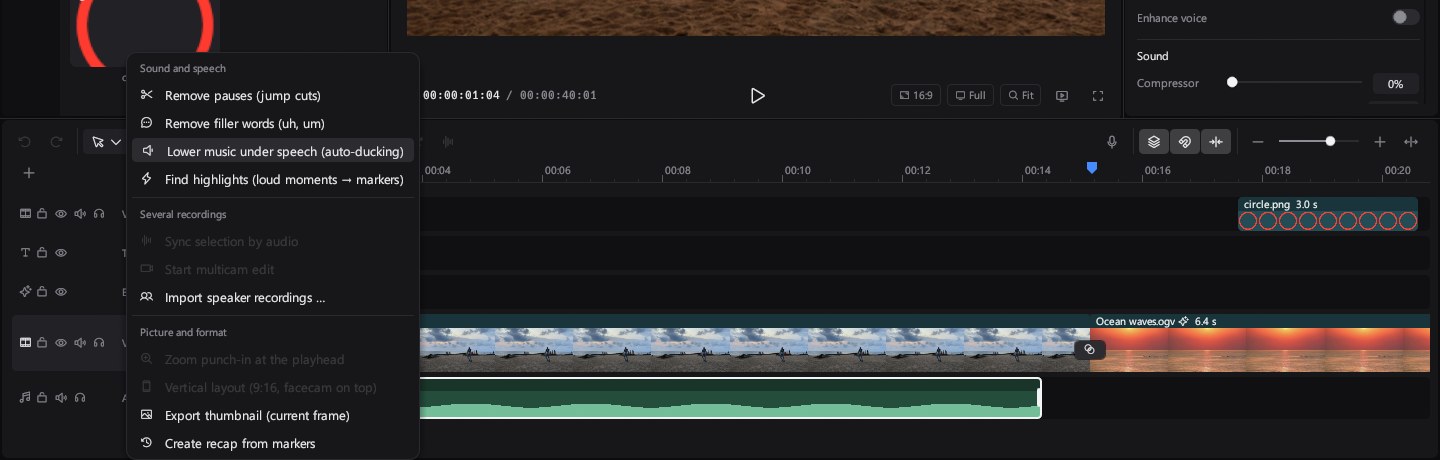 Enhance voice
Sound
Compressor
0%
00:00:01:04 / 00:00:40:01
16:9
Full
Fit
Sound and speech
Remove pauses (jump cuts)
Remove filler words (uh, um)
Lower music under speech (auto-ducking)
Find highlights (loud moments → markers)
Several recordings
Sync selection by audio
Start multicam edit
Import speaker recordings ...
Picture and format
Zoom punch-in at the playhead
Vertical layout (9:16, facecam on top)
Export thumbnail (current frame)
Create recap from markers
00:04 00:06 00:08 00:10 00:12 00:14 00:16 00:18 00:20
circle.png 3.0 s
Ocean waves.ogv 6.4 s